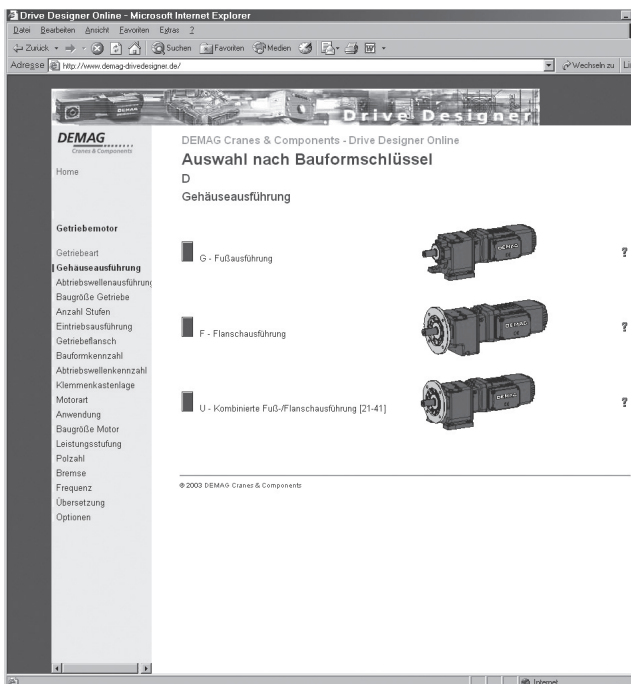 Drive Designer Online - Microsoft Internet Explorer
Datei Bearbeiten Ansicht Favoriten Extras ?
Zurück Suchen Favoriten Medien
Adresse http://www.demag-drivedesigner.de/ Wechseln zu
Drive Designer
DEMAG
Cranes & Components
Home
Getriebemotor
Getriebeart
Gehäuseausführung
Abtriebswellenausführung
Baugröße Getriebe
Anzahl Stufen
Eintriebsausführung
Getriebeflansch
Bauformkennzahl
Abtriebswellenkennzahl
Klemmenkastenlage
Motorart
Anwendung
Baugröße Motor
Leistungsstufung
Polzahl
Bremse
Frequenz
Übersetzung
Optionen
DEMAG Cranes & Components - Drive Designer Online
Auswahl nach Bauformschlüssel
D
Gehäuseausführung
G - Fußausführung
DEMAG
?
F - Flanschausführung
DEMAG
?
U - Kombinierte Fuß-/Flanschausführung [21-41]
DEMAG
?
© 2003 DEMAG Cranes & Components
Internet